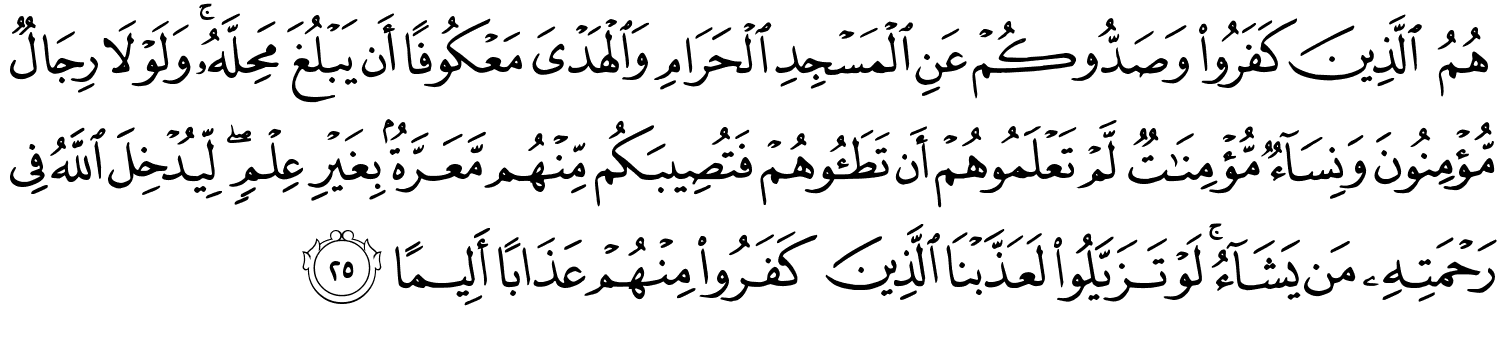 هُمُ ٱلَّذِينَ كَفَرُوا۟ وَصَدُّوكُمْ عَنِ ٱلْمَسْجِدِ ٱلْحَرَامِ وَٱلْهَدْىَ مَعْكُوفًا أَن يَبْلُغَ مَحِلَّهُۥ ۚ وَلَوْلَا رِجَالٌ
مُّؤْمِنُونَ وَنِسَآءٌ مُّؤْمِنَـٰتٌ لَّمْ تَعْلَمُوهُمْ أَن تَطَـُٔوهُمْ فَتُصِيبَكُم مِّنْهُم مَّعَرَّةٌۢ بِغَيْرِ عِلْمٍ ۖ لِّيُدْخِلَ ٱللَّهُ فِى
رَحْمَتِهِۦ مَن يَشَآءُ ۚ لَوْ تَزَيَّلُوا۟ لَعَذَّبْنَا ٱلَّذِينَ كَفَرُوا۟ مِنْهُمْ عَذَابًا أَلِيمًا ٢٥